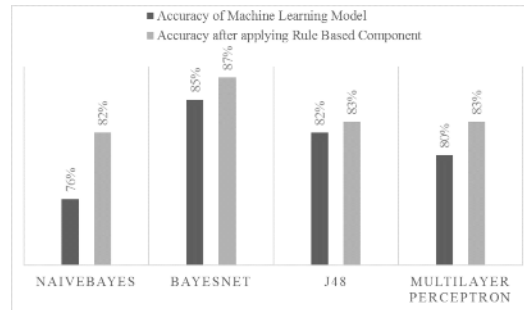 Accuracy of Machine Learning Model
Accuracy after applying Rule Based Component
76%
82%
85%
87%
82%
83%
80%
83%
NAIVEBAYES
BAYESNET
J48
MULTILAYER
PERCEPTRON